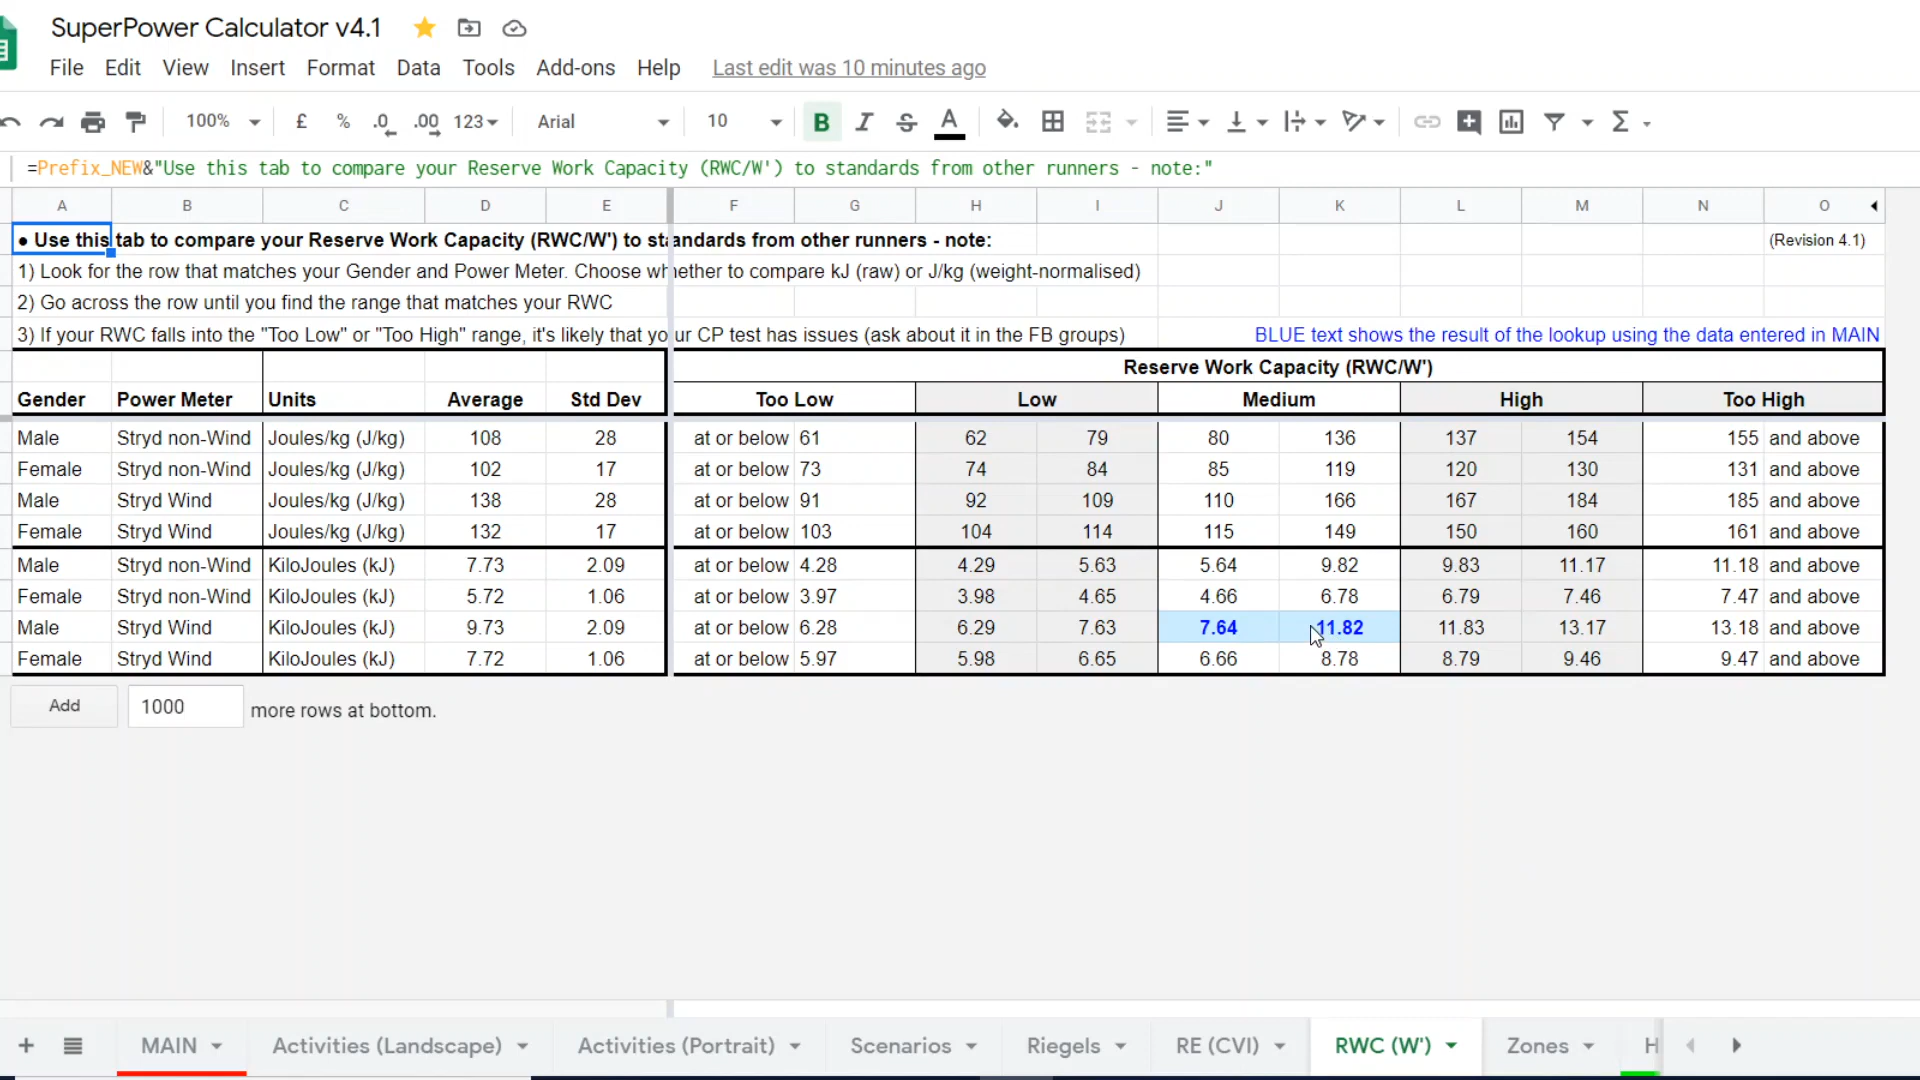 SuperPower Calculator v4.1
File Edit View Insert Format Data Tools Add-ons Help Last edit was 10 minutes ago
100% £ % .0 .00 123 Arial 10 B I S A Σ
=Prefix_NEW&"Use this tab to compare your Reserve Work Capacity (RWC/W') to standards from other runners - note:"
A B C D E F G H I J K L M N O
● Use this tab to compare your Reserve Work Capacity (RWC/W') to standards from other runners - note: (Revision 4.1)
1) Look for the row that matches your Gender and Power Meter. Choose whether to compare kJ (raw) or J/kg (weight-normalised)
2) Go across the row until you find the range that matches your RWC
3) If your RWC falls into the "Too Low" or "Too High" range, it's likely that your CP test has issues (ask about it in the FB groups) BLUE text shows the result of the lookup using the data entered in MAIN
Reserve Work Capacity (RWC/W')
Gender Power Meter Units Average Std Dev Too Low Low Medium High Too High
Male Stryd non-Wind Joules/kg (J/kg) 108 28 at or below 61 62 79 80 136 137 154 155 and above
Female Stryd non-Wind Joules/kg (J/kg) 102 17 at or below 73 74 84 85 119 120 130 131 and above
Male Stryd Wind Joules/kg (J/kg) 138 28 at or below 91 92 109 110 166 167 184 185 and above
Female Stryd Wind Joules/kg (J/kg) 132 17 at or below 103 104 114 115 149 150 160 161 and above
Male Stryd non-Wind KiloJoules (kJ) 7.73 2.09 at or below 4.28 4.29 5.63 5.64 9.82 9.83 11.17 11.18 and above
Female Stryd non-Wind KiloJoules (kJ) 5.72 1.06 at or below 3.97 3.98 4.65 4.66 6.78 6.79 7.46 7.47 and above
Male Stryd Wind KiloJoules (kJ) 9.73 2.09 at or below 6.28 6.29 7.63 7.64 11.82 11.83 13.17 13.18 and above
Female Stryd Wind KiloJoules (kJ) 7.72 1.06 at or below 5.97 5.98 6.65 6.66 8.78 8.79 9.46 9.47 and above
Add 1000 more rows at bottom.
+ MAIN Activities (Landscape) Activities (Portrait) Scenarios Riegels RE (CVI) RWC (W') Zones H